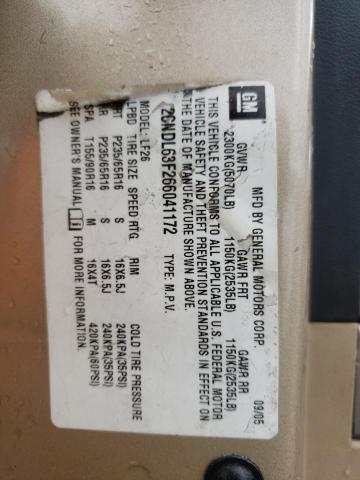 GM MFD BY GENERAL MOTORS CORP. 09/05
GVWR GAWR FRT GAWR RR
2300KG(5070LB) 1150KG(2535LB) 1150KG(2535LB)
THIS VEHICLE CONFORMS TO ALL APPLICABLE U.S. FEDERAL MOTOR
VEHICLE SAFETY AND THEFT PREVENTION STANDARDS IN EFFECT ON
THE DATE OF MANUFACTURE SHOWN ABOVE.
2CNDL63F266041172 TYPE: M.P.V.
MODEL: LF26
LPBD TIRE SIZE SPEED RTG RIM COLD TIRE PRESSURE
RT P235/65R16 S 16X6.5J 240KPA(35PSI)
RR P235/65R16 S 16X6.5J 240KPA(35PSI)
SPA T155/90R16 M 16X4T 420KPA(60PSI)
SEE OWNER'S MANUAL FOR MORE INFORMATION.